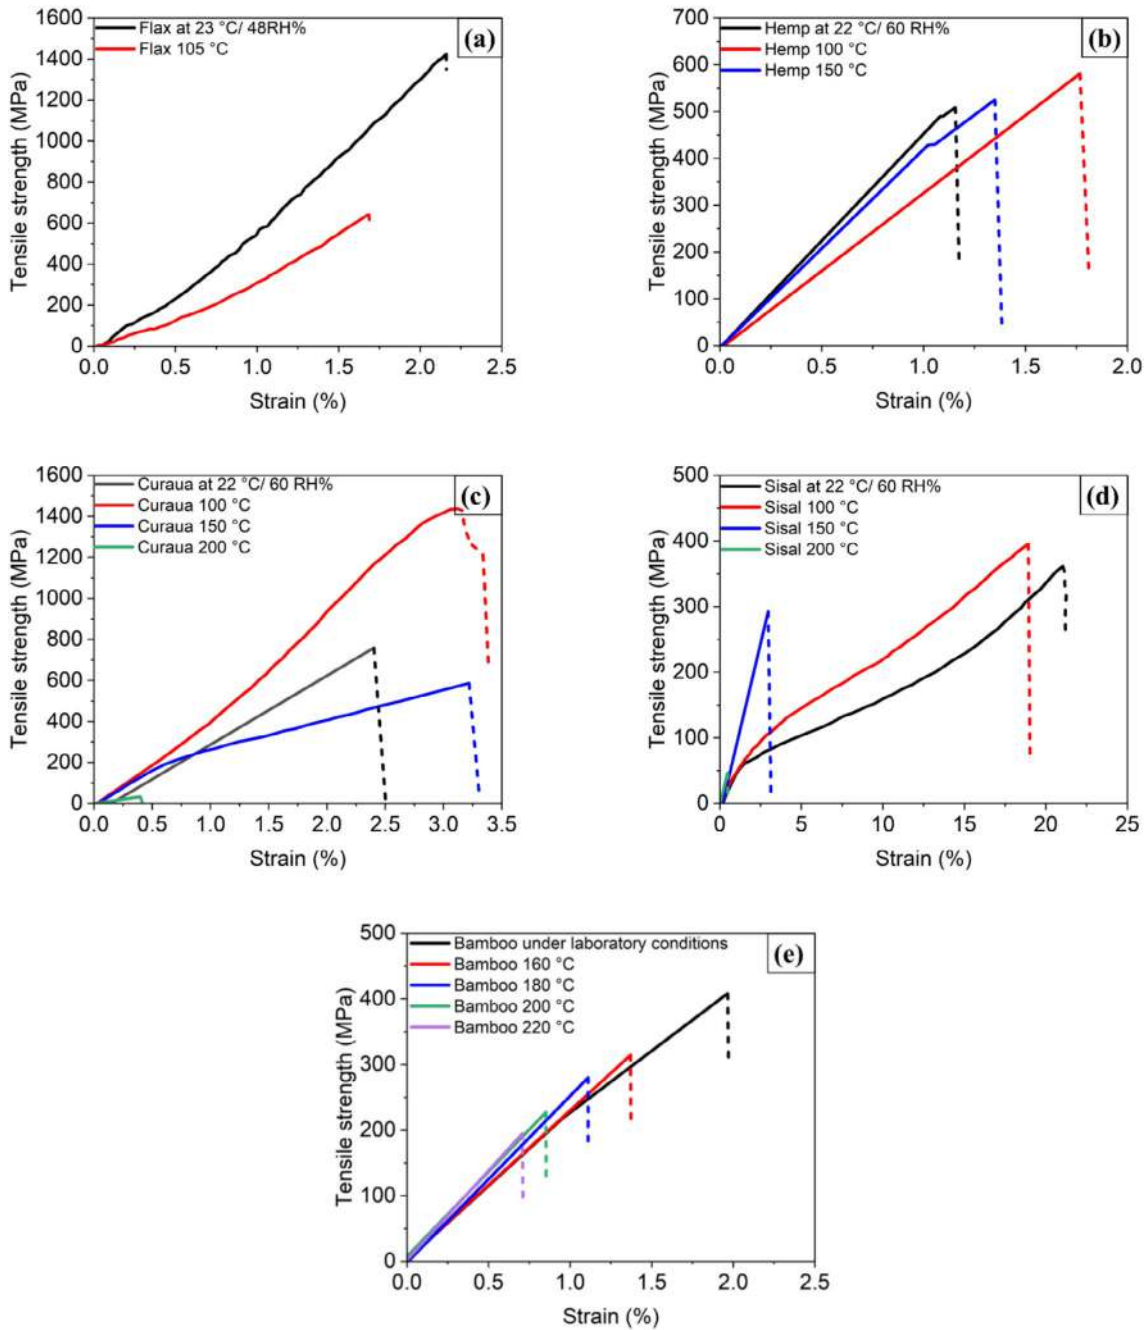 Flax at 23 °C/ 48RH%
Flax 105 °C
(a)
Tensile strength (MPa)
1600
1400
1200
1000
800
600
400
200
0
0.0 0.5 1.0 1.5 2.0 2.5
Strain (%)
Hemp at 22 °C/ 60 RH%
Hemp 100 °C
Hemp 150 °C
(b)
Tensile strength (MPa)
700
600
500
400
300
200
100
0
0.0 0.5 1.0 1.5 2.0
Strain (%)
Curaua at 22 °C/ 60 RH%
Curaua 100 °C
Curaua 150 °C
Curaua 200 °C
(c)
Tensile strength (MPa)
1600
1400
1200
1000
800
600
400
200
0
0.0 0.5 1.0 1.5 2.0 2.5 3.0 3.5
Strain (%)
Sisal at 22 °C/ 60 RH%
Sisal 100 °C
Sisal 150 °C
Sisal 200 °C
(d)
Tensile strength (MPa)
500
400
300
200
100
0
0 5 10 15 20 25
Strain (%)
Bamboo under laboratory conditions
Bamboo 160 °C
Bamboo 180 °C
Bamboo 200 °C
Bamboo 220 °C
(e)
Tensile strength (MPa)
500
400
300
200
100
0
0.0 0.5 1.0 1.5 2.0 2.5
Strain (%)